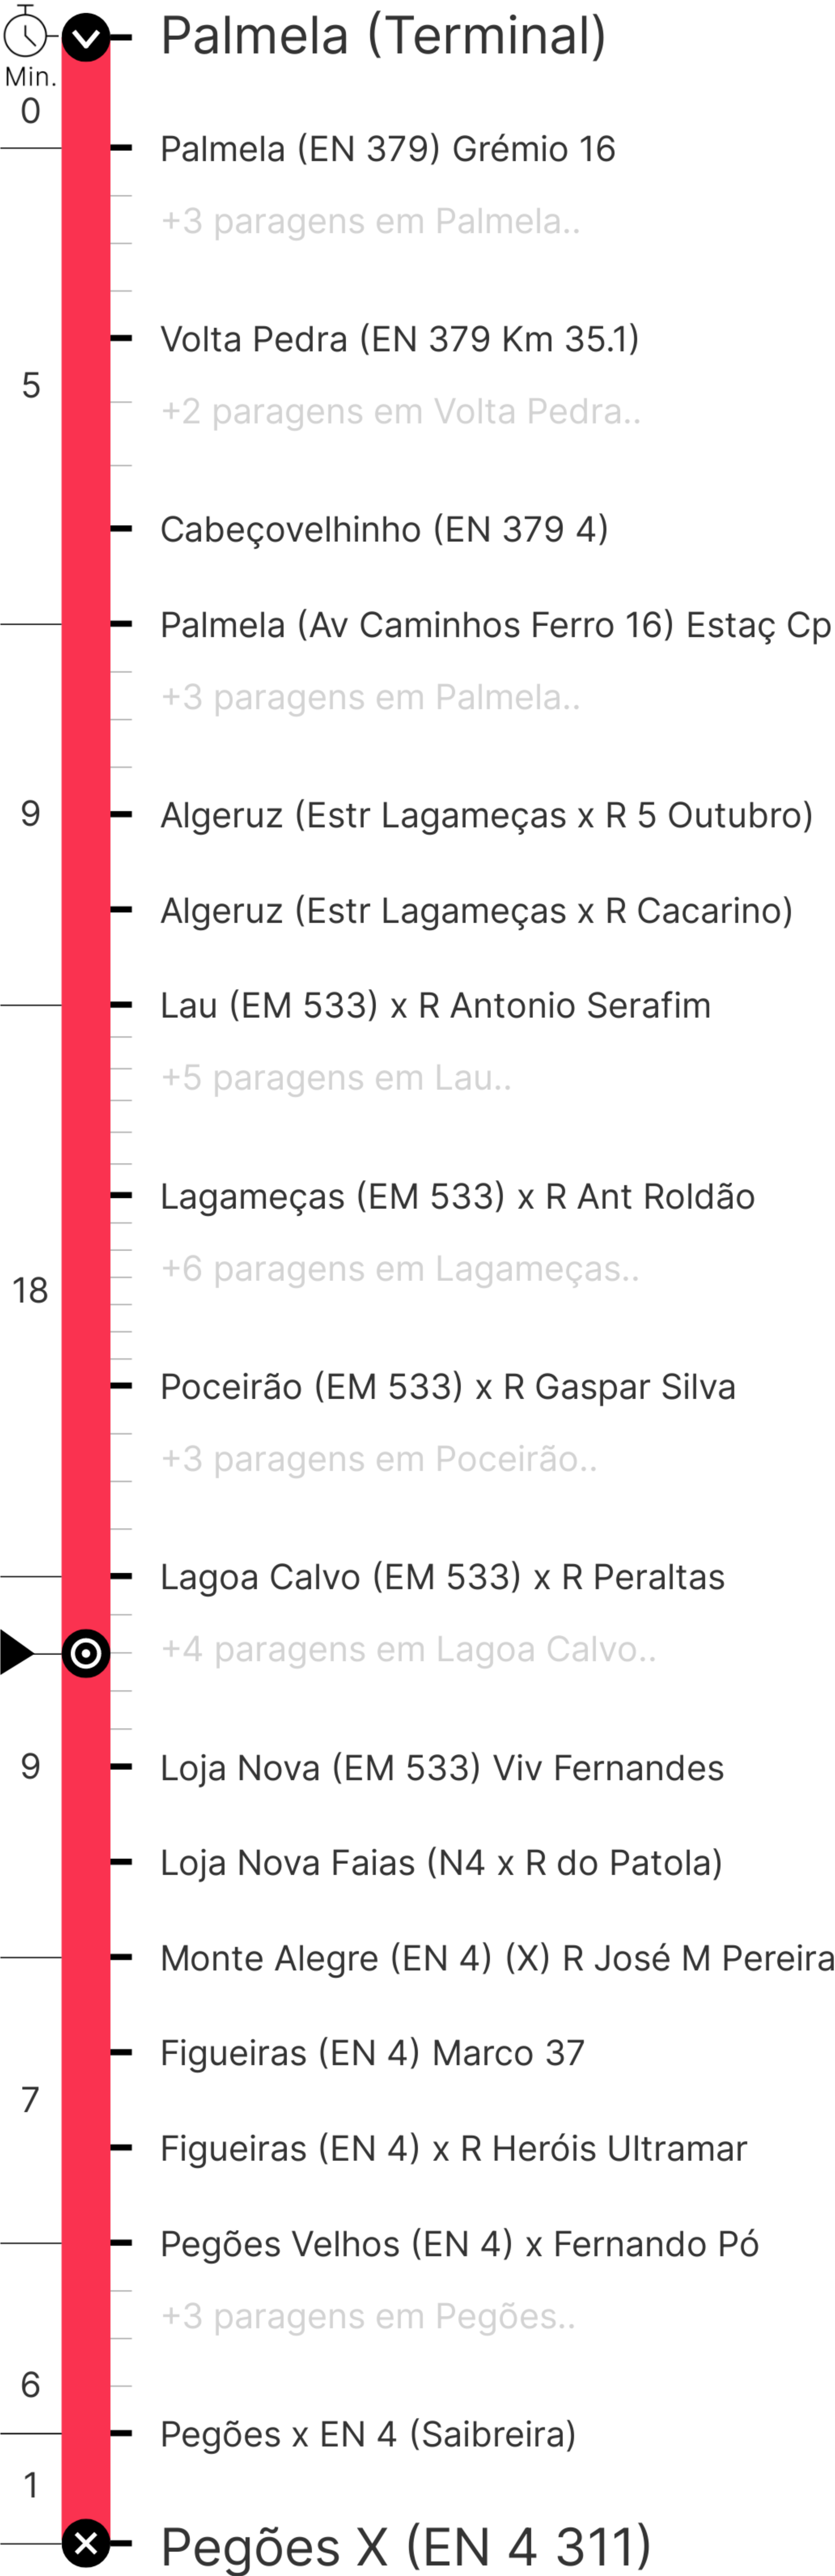 Palmela (Terminal)
Min.
0
Palmela (EN 379) Grémio 16
+3 paragens em Palmela..
Volta Pedra (EN 379 Km 35.1)
5
+2 paragens em Volta Pedra..
Cabeçovelhinho (EN 379 4)
Palmela (Av Caminhos Ferro 16) Estaç Cp
+3 paragens em Palmela..
9
Algeruz (Estr Lagameças x R 5 Outubro)
Algeruz (Estr Lagameças x R Cacarino)
Lau (EM 533) x R Antonio Serafim
+5 paragens em Lau..
Lagameças (EM 533) x R Ant Roldão
+6 paragens em Lagameças..
18
Poceirão (EM 533) x R Gaspar Silva
+3 paragens em Poceirão..
Lagoa Calvo (EM 533) x R Peraltas
+4 paragens em Lagoa Calvo..
9
Loja Nova (EM 533) Viv Fernandes
Loja Nova Faias (N4 x R do Patola)
Monte Alegre (EN 4) (X) R José M Pereira
Figueiras (EN 4) Marco 37
7
Figueiras (EN 4) x R Heróis Ultramar
Pegões Velhos (EN 4) x Fernando Pó
+3 paragens em Pegões..
6
Pegões x EN 4 (Saibreira)
1
Pegões X (EN 4 311)